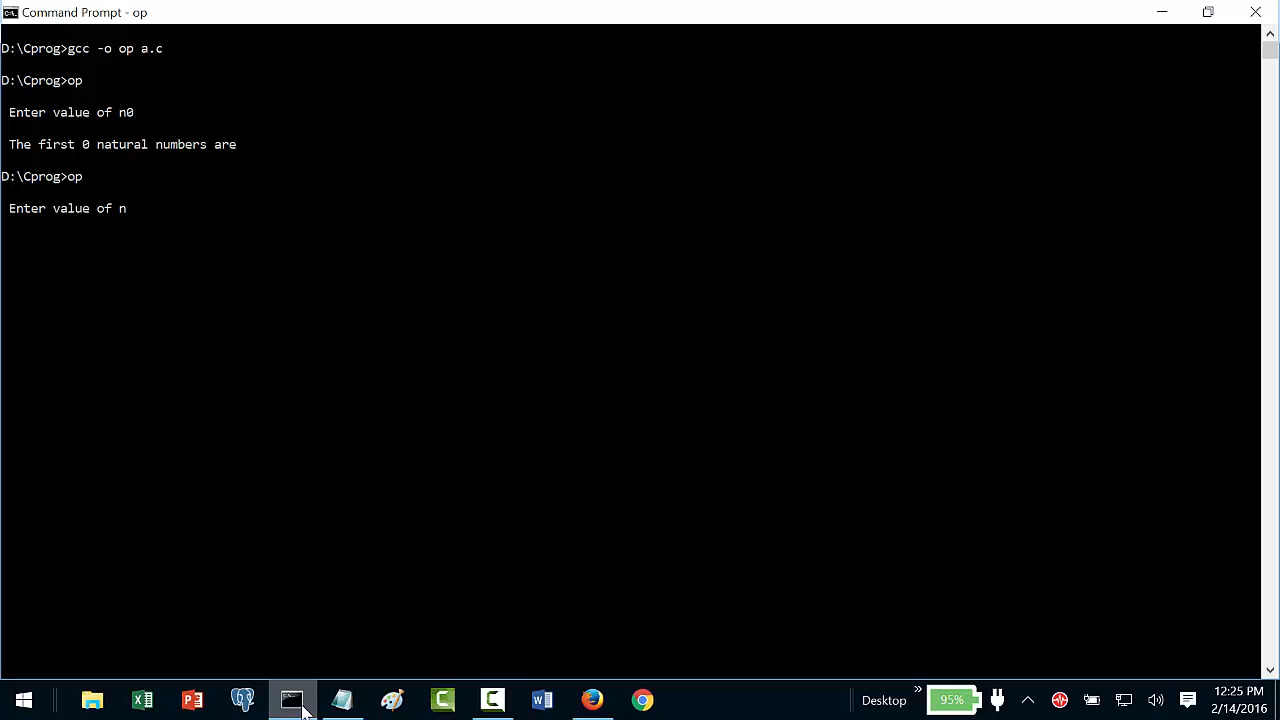 Command Prompt - op
D:\Cprog>gcc -o op a.c
D:\Cprog>op
Enter value of n0
The first 0 natural numbers are
D:\Cprog>op
Enter value of n
Desktop
»
95%
12:25 PM
2/14/2016